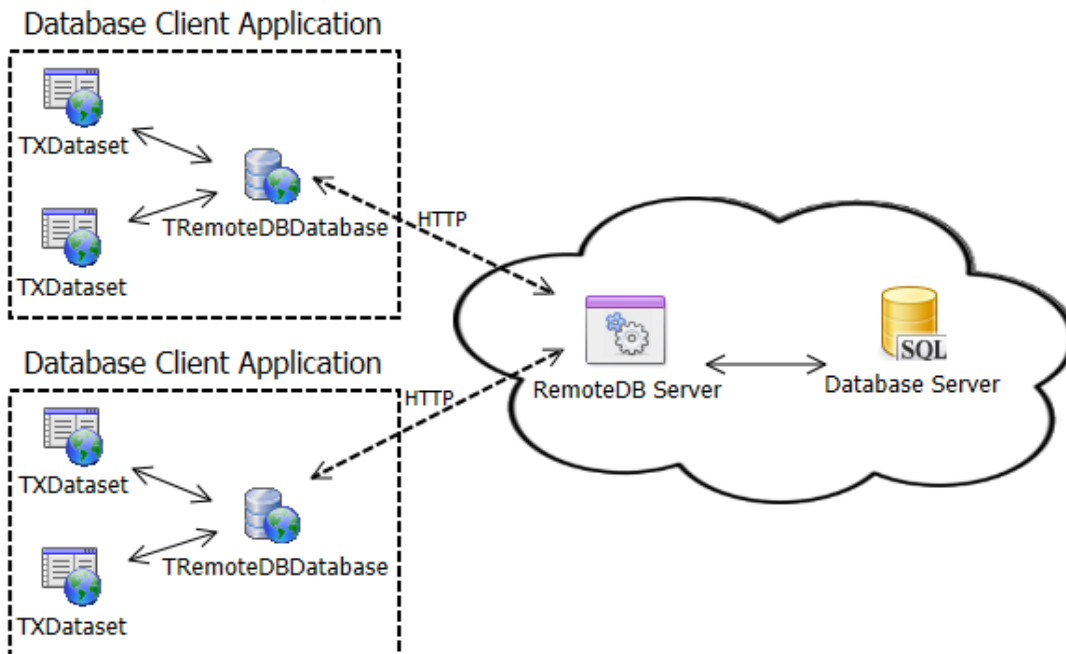 Database Client Application
TXDataset
TRemoteDBDatabase
TXDataset
HTTP
RemoteDB Server
SQL
Database Server
Database Client Application
HTTP
TXDataset
TRemoteDBDatabase
TXDataset